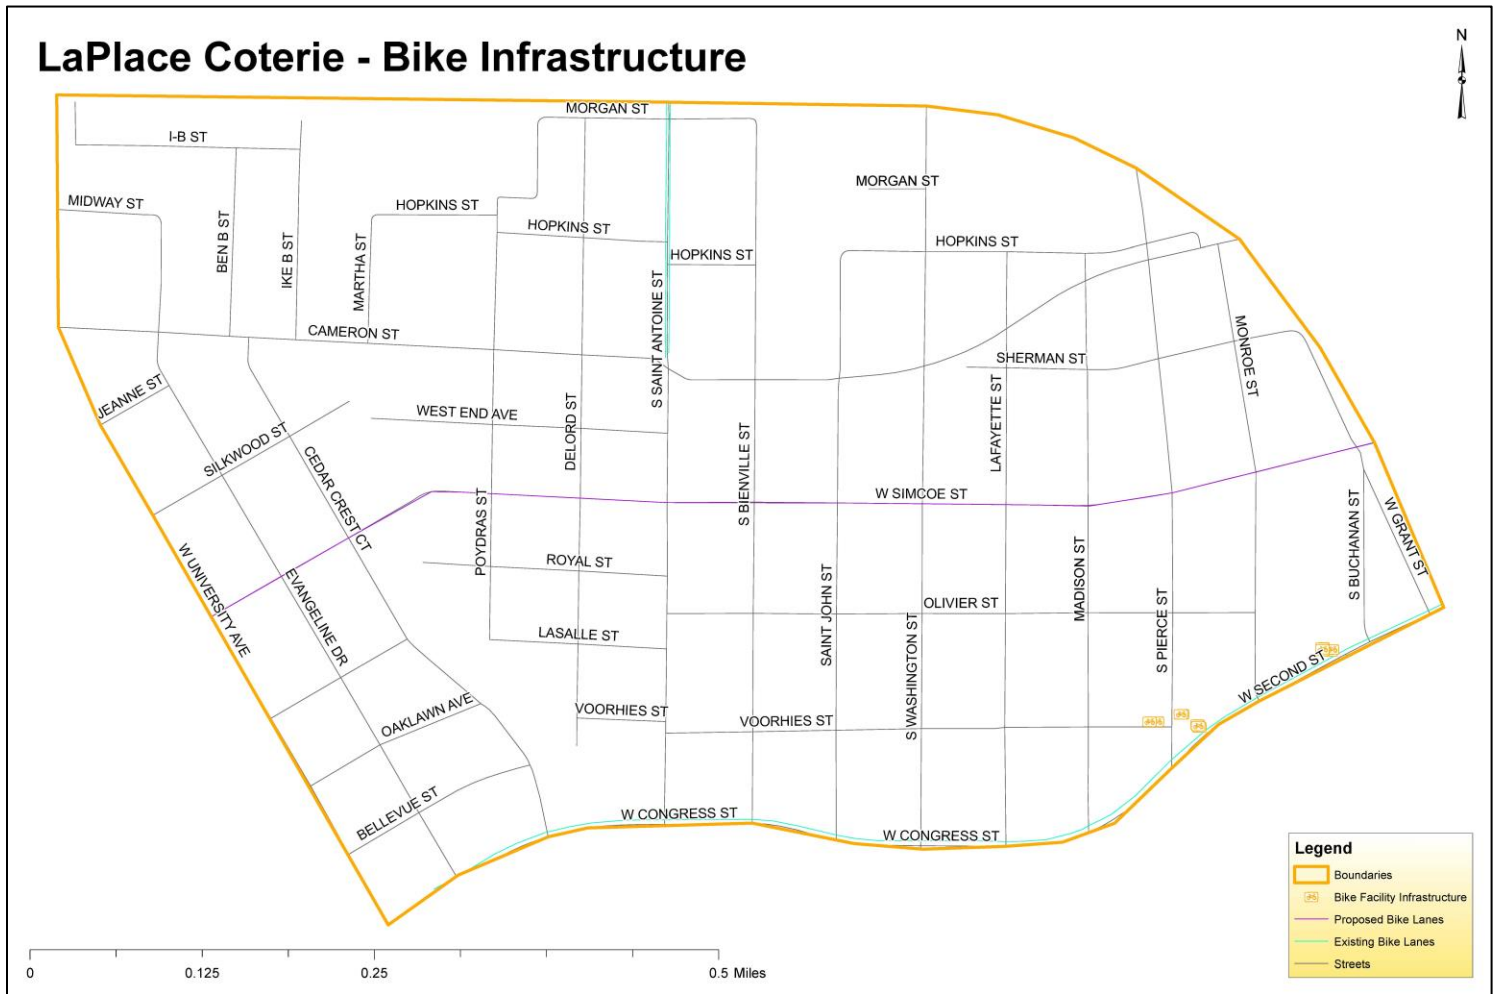 LaPlace Coterie - Bike Infrastructure
N
MORGAN ST
I-B ST
MORGAN ST
MIDWAY ST
HOPKINS ST
HOPKINS ST
BEN B ST
IKE B ST
MARTHA ST
HOPKINS ST
HOPKINS ST
S SAINT ANTOINE ST
CAMERON ST
MONROE ST
SHERMAN ST
JEANNE ST
WEST END AVE
DELORD ST
LAFAYETTE ST
SILKWOOD ST
CEDAR CREST CT
S BIENVILLE ST
W SIMCOE ST
POYDRAS ST
W GRANT ST
S BUCHANAN ST
W UNIVERSITY AVE
EVANGELINE DR
ROYAL ST
SAINT JOHN ST
MADISON ST
OLIVIER ST
S PIERCE ST
LASALLE ST
S WASHINGTON ST
W SECOND ST
OAKLAWN AVE
VOORHIES ST
VOORHIES ST
BELLEVUE ST
W CONGRESS ST
W CONGRESS ST
Legend
Boundaries
Bike Facility Infrastructure
Proposed Bike Lanes
Existing Bike Lanes
Streets
0 0.125 0.25 0.5 Miles